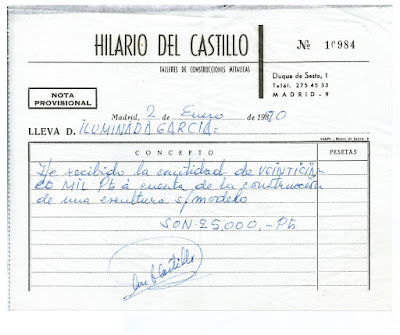 HILARIO DEL CASTILLO
TALLERES DE CONSTRUCCIONES METALICAS
Nº 10984
Duque de Sesto, 1
Teléf. 275 45 53
MADRID - 9
NOTA
PROVISIONAL
Madrid, 2 de Enero de 1970
LLEVA D. ILUMINADA GARCIA=
CONCEPTO
PESETAS
He recibido la cantidad de VEINTICIN-
CO MIL Pts a cuenta de la construcción
de una escultura s/modelo
SON=25,000,-Pts